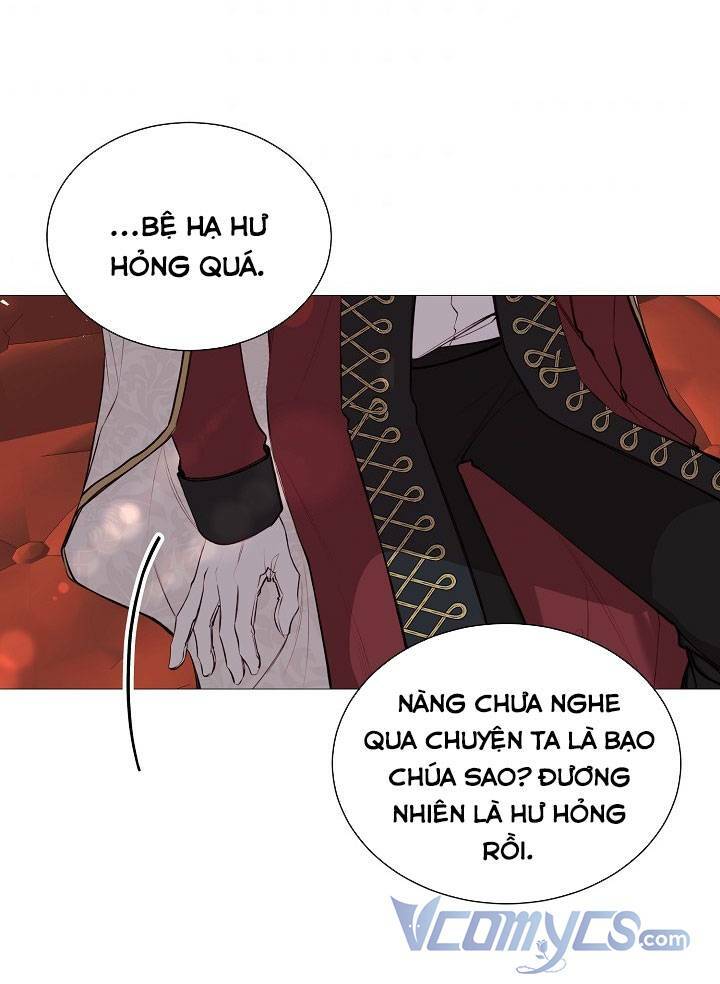 ...BỆ HẠ HƯ
HỎNG QUÁ.
NÀNG CHƯA NGHE
QUA CHUYỆN TA LÀ BẠO
CHÚA SAO? ĐƯƠNG
NHIÊN LÀ HƯ HỎNG
RỒI.
VCOMYCS.com